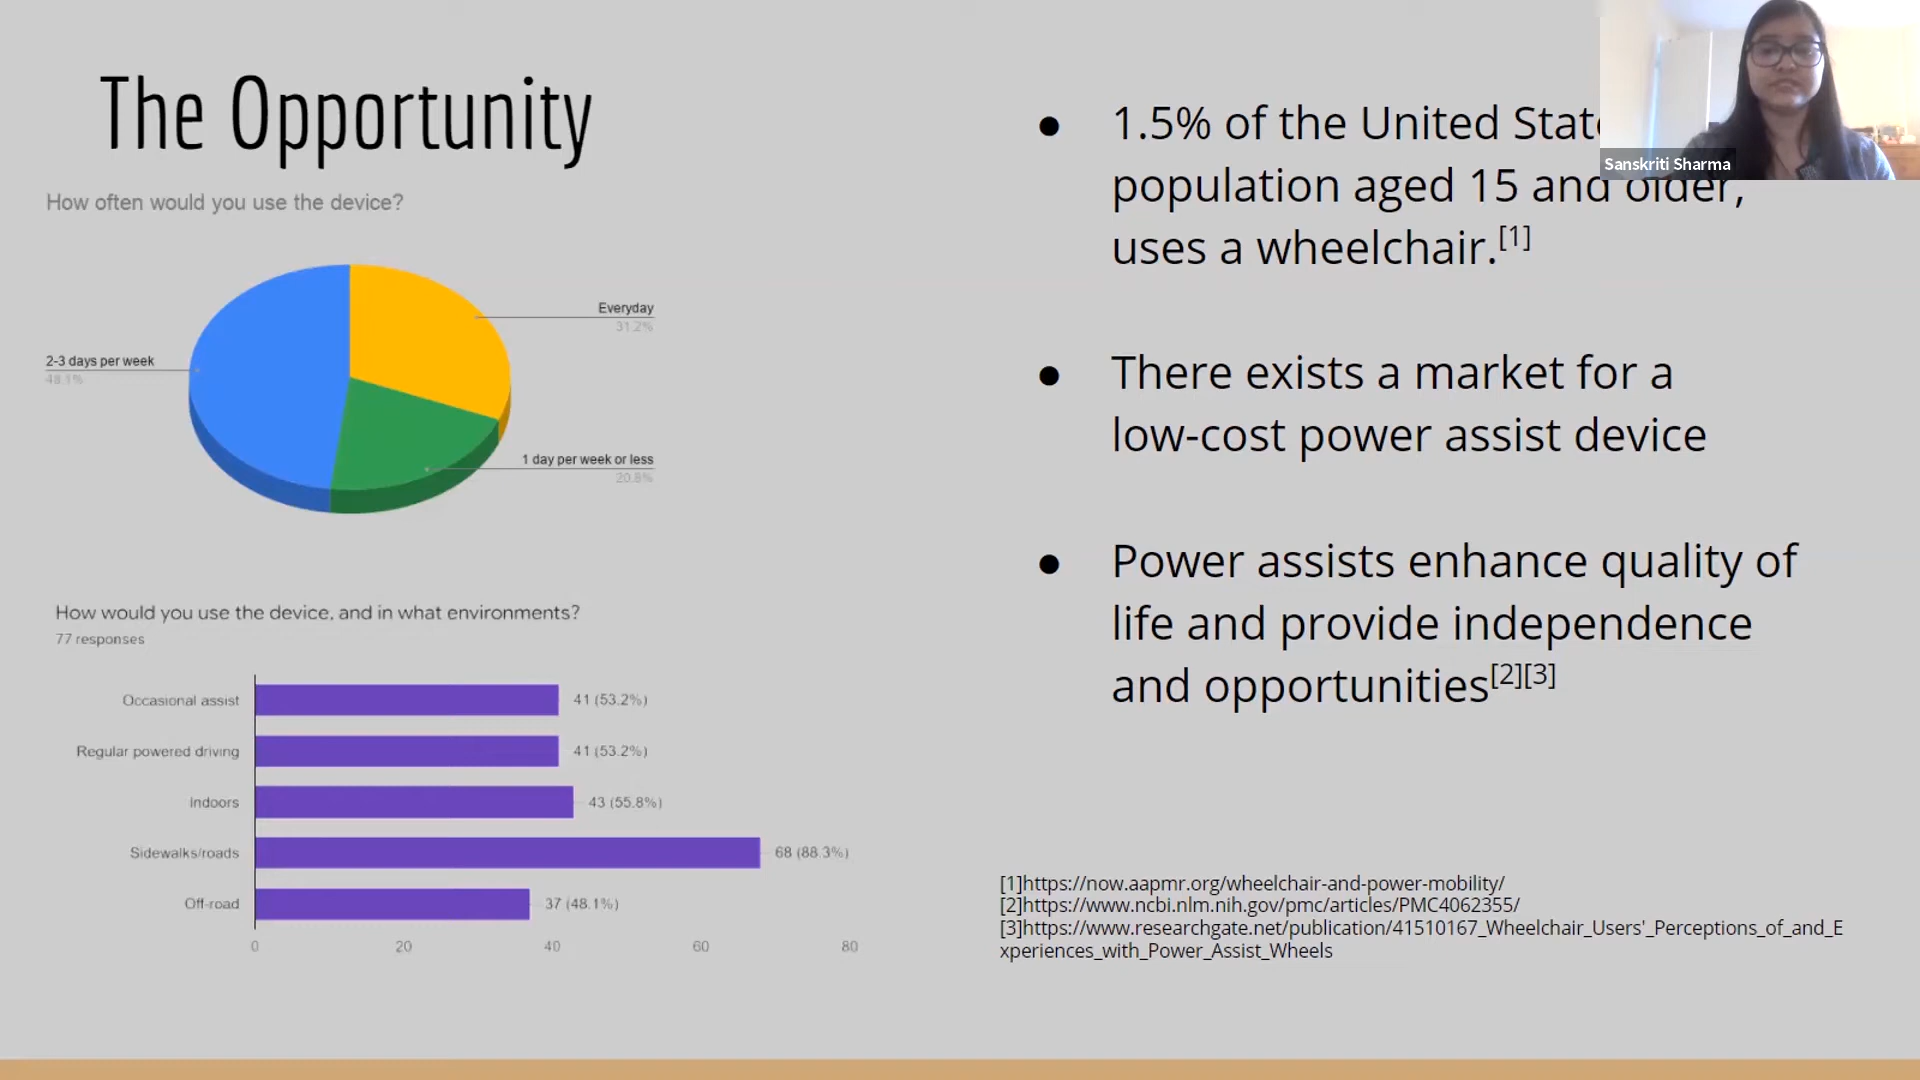 The Opportunity
How often would you use the device?
Everyday
31.2%
2-3 days per week
48.1%
1 day per week or less
20.8%
How would you use the device, and in what environments?
77 responses
Occasional assist
41 (53.2%)
Regular powered driving
41 (53.2%)
Indoors
43 (55.8%)
Sidewalks/roads
68 (88.3%)
Off-road
37 (48.1%)
0 20 40 60 80
● 1.5% of the United Stat
population aged 15 and older,
uses a wheelchair.[1]
● There exists a market for a
low-cost power assist device
● Power assists enhance quality of
life and provide independence
and opportunities[2][3]
[1]https://now.aapmr.org/wheelchair-and-power-mobility/
[2]https://www.ncbi.nlm.nih.gov/pmc/articles/PMC4062355/
[3]https://www.researchgate.net/publication/41510167_Wheelchair_Users'_Perceptions_of_and_E
xperiences_with_Power_Assist_Wheels
Sanskriti Sharma